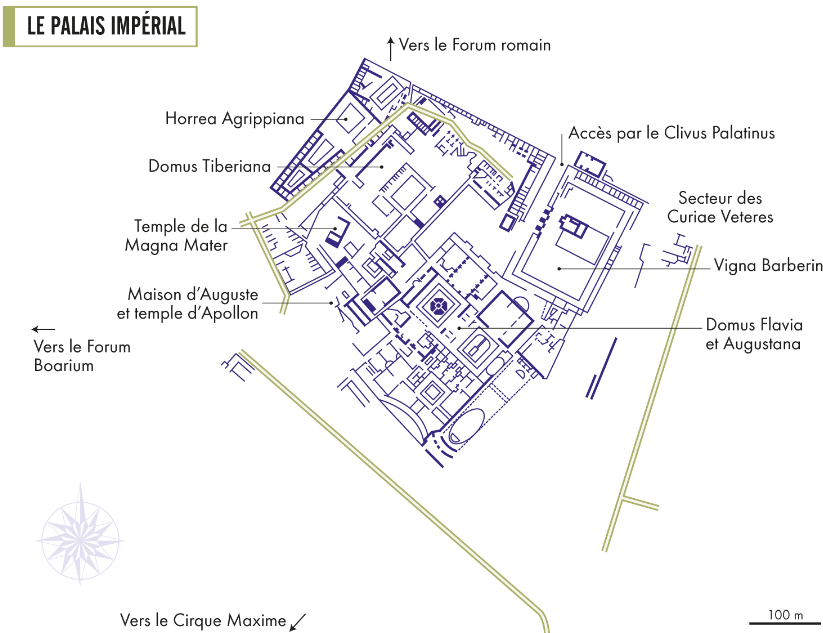 LE PALAIS IMPÉRIAL
Vers le Forum romain
Horrea Agrippiana
Accès par le Clivus Palatinus
Domus Tiberiana
Secteur des
Curiae Veteres
Temple de la
Magna Mater
Vigna Barberin
Maison d'Auguste
et temple d'Apollon
Domus Flavia
et Augustana
Vers le Forum
Boarium
100 m
Vers le Cirque Maxime